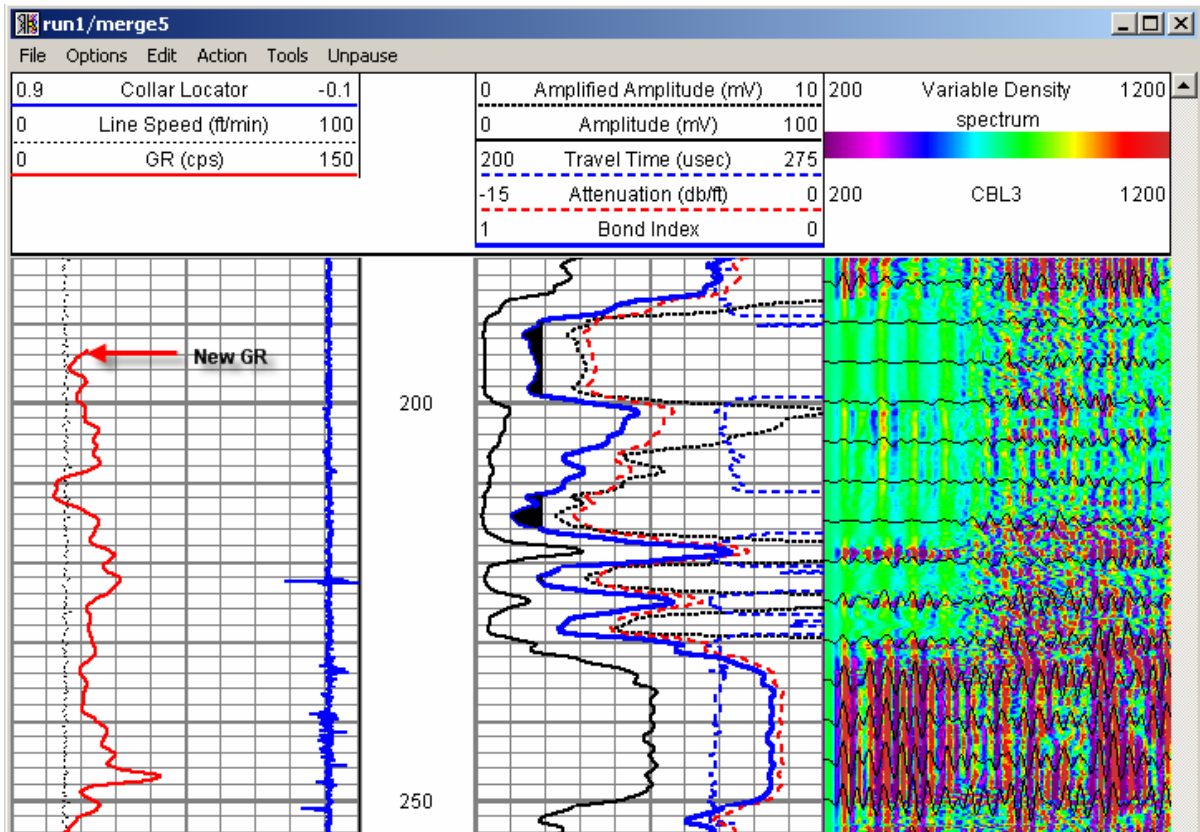 run1/merge5
File Options Edit Action Tools Unpause
0.9 Collar Locator -0.1
0 Line Speed (ft/min) 100
0 GR (cps) 150
0 Amplified Amplitude (mV) 10
0 Amplitude (mV) 100
200 Travel Time (usec) 275
-15 Attenuation (db/ft) 0
1 Bond Index 0
200 Variable Density 1200
spectrum
200 CBL3 1200
New GR
200
250